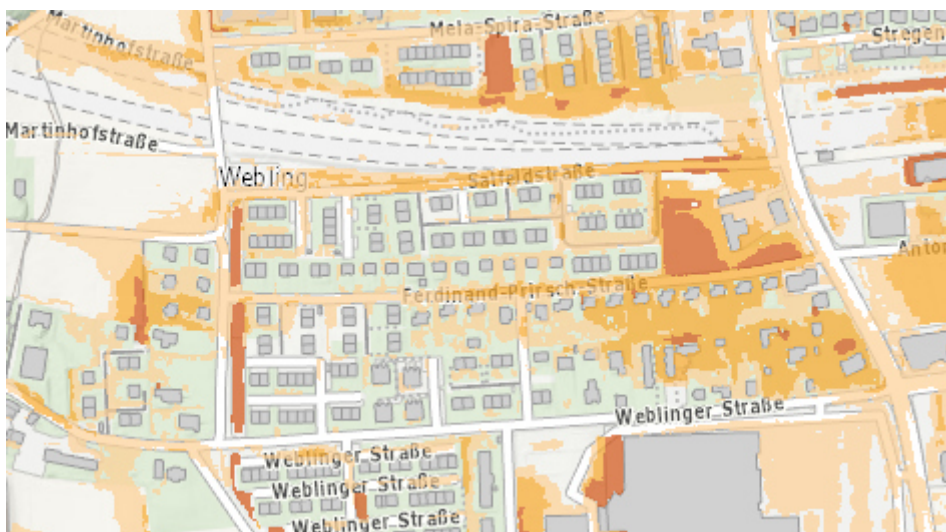 Mela-Spira-Straße
Martinhofstraße
Stregen
Martinhofstraße
Webling
Salfeldstraße
Anton
Ferdinand-Prirsch-Straße
Weblinger Straße
Weblinger Straße
Weblinger Straße
Weblinger Straße